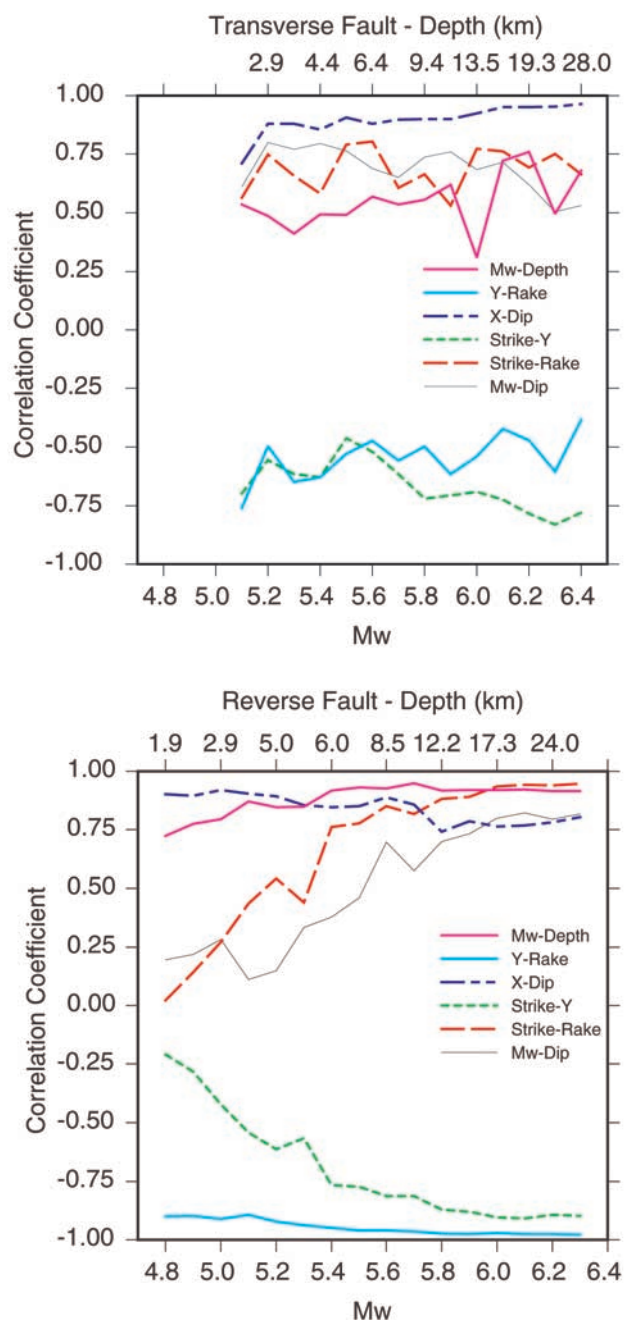 Transverse Fault - Depth (km)
2.9 4.4 6.4 9.4 13.5 19.3 28.0
1.00
0.75
0.50
0.25
0.00
-0.25
-0.50
-0.75
-1.00
Correlation Coefficient
Mw-Depth
Y-Rake
X-Dip
Strike-Y
Strike-Rake
Mw-Dip
4.8 5.0 5.2 5.4 5.6 5.8 6.0 6.2 6.4
Mw
Reverse Fault - Depth (km)
1.9 2.9 5.0 6.0 8.5 12.2 17.3 24.0
1.00
0.75
0.50
0.25
0.00
-0.25
-0.50
-0.75
-1.00
Correlation Coefficient
Mw-Depth
Y-Rake
X-Dip
Strike-Y
Strike-Rake
Mw-Dip
4.8 5.0 5.2 5.4 5.6 5.8 6.0 6.2 6.4
Mw